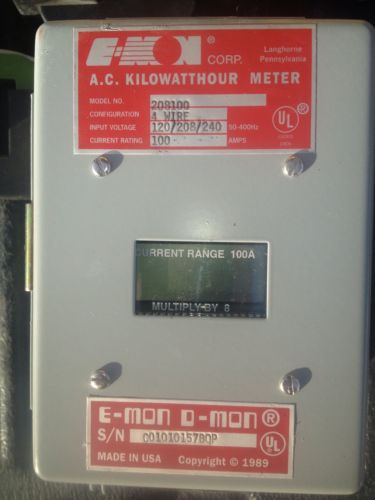 E-MON ® CORP.
Langhorne
Pennsylvania
A.C. KILOWATTHOUR METER
MODEL NO. 208100
CONFIGURATION 4 WIRE
INPUT VOLTAGE 120/208/240 50-400Hz
CURRENT RATING 100 AMPS
UL ®
CURRENT RANGE 100A
MULTIPLY BY 8
E-MON D-MON ®
S/N C01010157BQP
UL
MADE IN USA Copyright © 1989